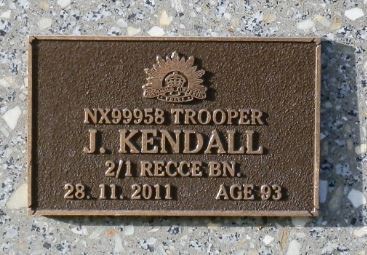 NX99958 TROOPER
J. KENDALL
2/1 RECCE BN.
28. 11. 2011 AGE 93